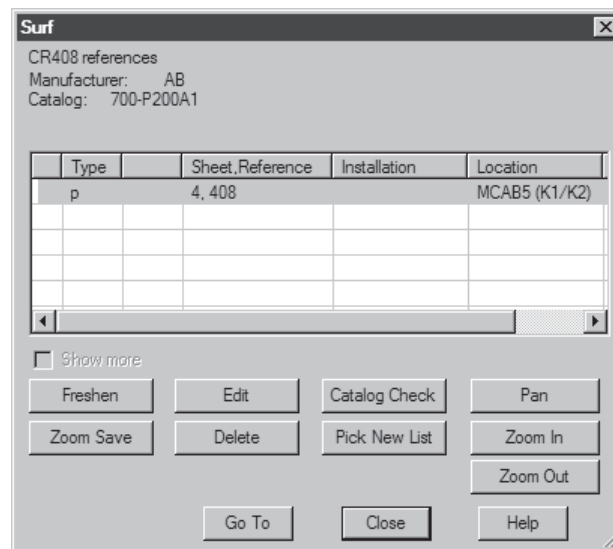 Surf
CR408 references
Manufacturer: AB
Catalog: 700-P200A1
Type Sheet,Reference Installation Location
p 4, 408 MCAB5 (K1/K2)
Show more
Freshen Edit Catalog Check Pan
Zoom Save Delete Pick New List Zoom In
Zoom Out
Go To Close Help